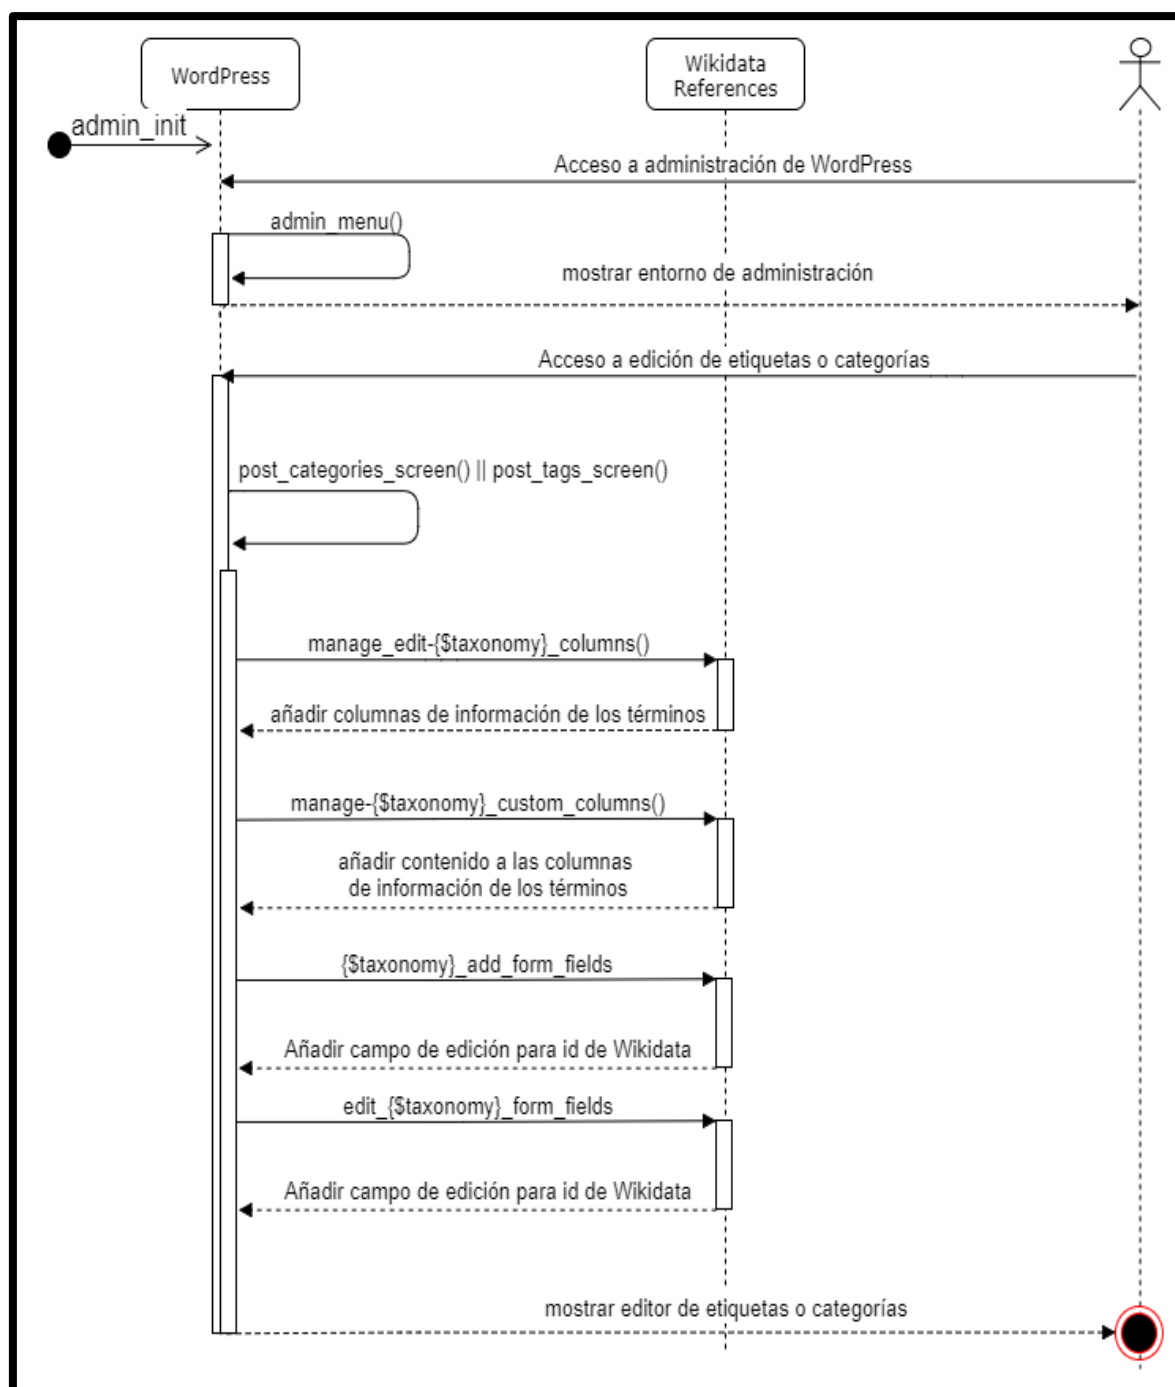 WordPress
Wikidata
References
admin_init
Acceso a administración de WordPress
admin_menu()
mostrar entorno de administración
Acceso a edición de etiquetas o categorías
post_categories_screen() || post_tags_screen()
manage_edit-{$taxonomy}_columns()
añadir columnas de información de los términos
manage-{$taxonomy}_custom_columns()
añadir contenido a las columnas
de información de los términos
{$taxonomy}_add_form_fields
Añadir campo de edición para id de Wikidata
edit_{$taxonomy}_form_fields
Añadir campo de edición para id de Wikidata
mostrar editor de etiquetas o categorías